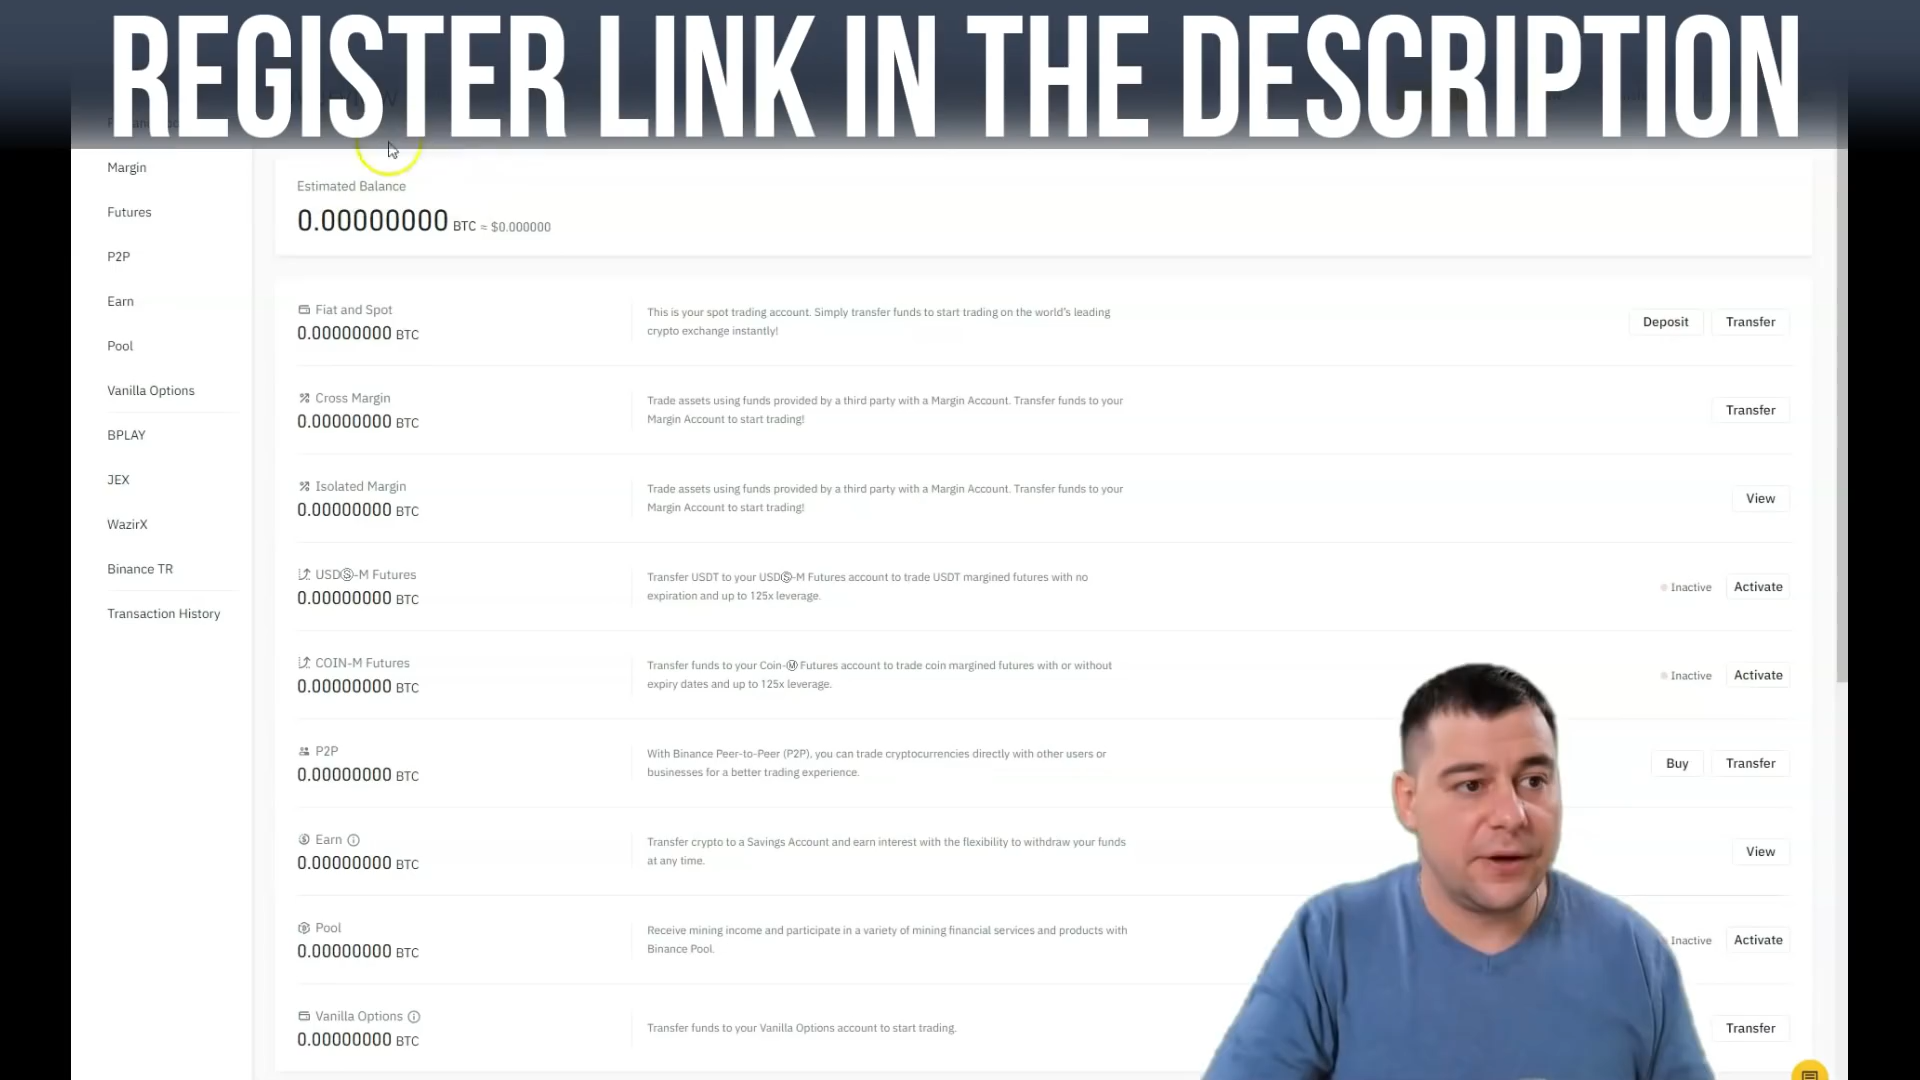 REGISTER LINK IN THE DESCRIPTION
Margin
Futures
P2P
Earn
Pool
Vanilla Options
BPLAY
JEX
WazirX
Binance TR
Transaction History
Estimated Balance
0.00000000 BTC ≈ $0.000000
Fiat and Spot
0.00000000 BTC
This is your spot trading account. Simply transfer funds to start trading on the world's leading
crypto exchange instantly!
Deposit Transfer
Cross Margin
0.00000000 BTC
Trade assets using funds provided by a third party with a Margin Account. Transfer funds to your
Margin Account to start trading!
Transfer
Isolated Margin
0.00000000 BTC
Trade assets using funds provided by a third party with a Margin Account. Transfer funds to your
Margin Account to start trading!
View
USDⓈ-M Futures
0.00000000 BTC
Transfer USDT to your USDⓈ-M Futures account to trade USDT margined futures with no
expiration and up to 125x leverage.
Inactive Activate
COIN-M Futures
0.00000000 BTC
Transfer funds to your Coin-Ⓜ Futures account to trade coin margined futures with or without
expiry dates and up to 125x leverage.
Inactive Activate
P2P
0.00000000 BTC
With Binance Peer-to-Peer (P2P), you can trade cryptocurrencies directly with other users or
businesses for a better trading experience.
Buy Transfer
Earn
0.00000000 BTC
Transfer crypto to a Savings Account and earn interest with the flexibility to withdraw your funds
at any time.
View
Pool
0.00000000 BTC
Receive mining income and participate in a variety of mining financial services and products with
Binance Pool.
Inactive Activate
Vanilla Options
0.00000000 BTC
Transfer funds to your Vanilla Options account to start trading.
Transfer